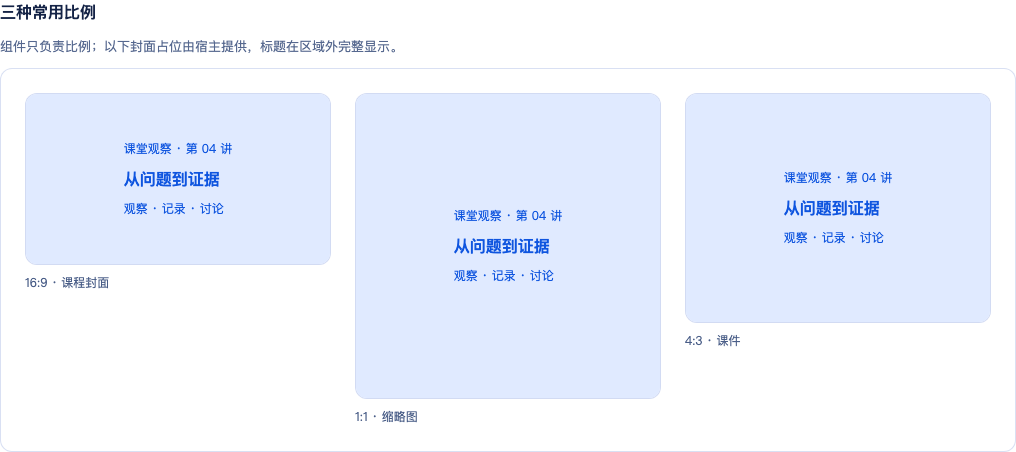 三种常用比例
组件只负责比例；以下封面占位由宿主提供，标题在区域外完整显示。
课堂观察 · 第 04 讲
从问题到证据
观察 · 记录 · 讨论
16:9 · 课程封面
课堂观察 · 第 04 讲
从问题到证据
观察 · 记录 · 讨论
1:1 · 缩略图
课堂观察 · 第 04 讲
从问题到证据
观察 · 记录 · 讨论
4:3 · 课件